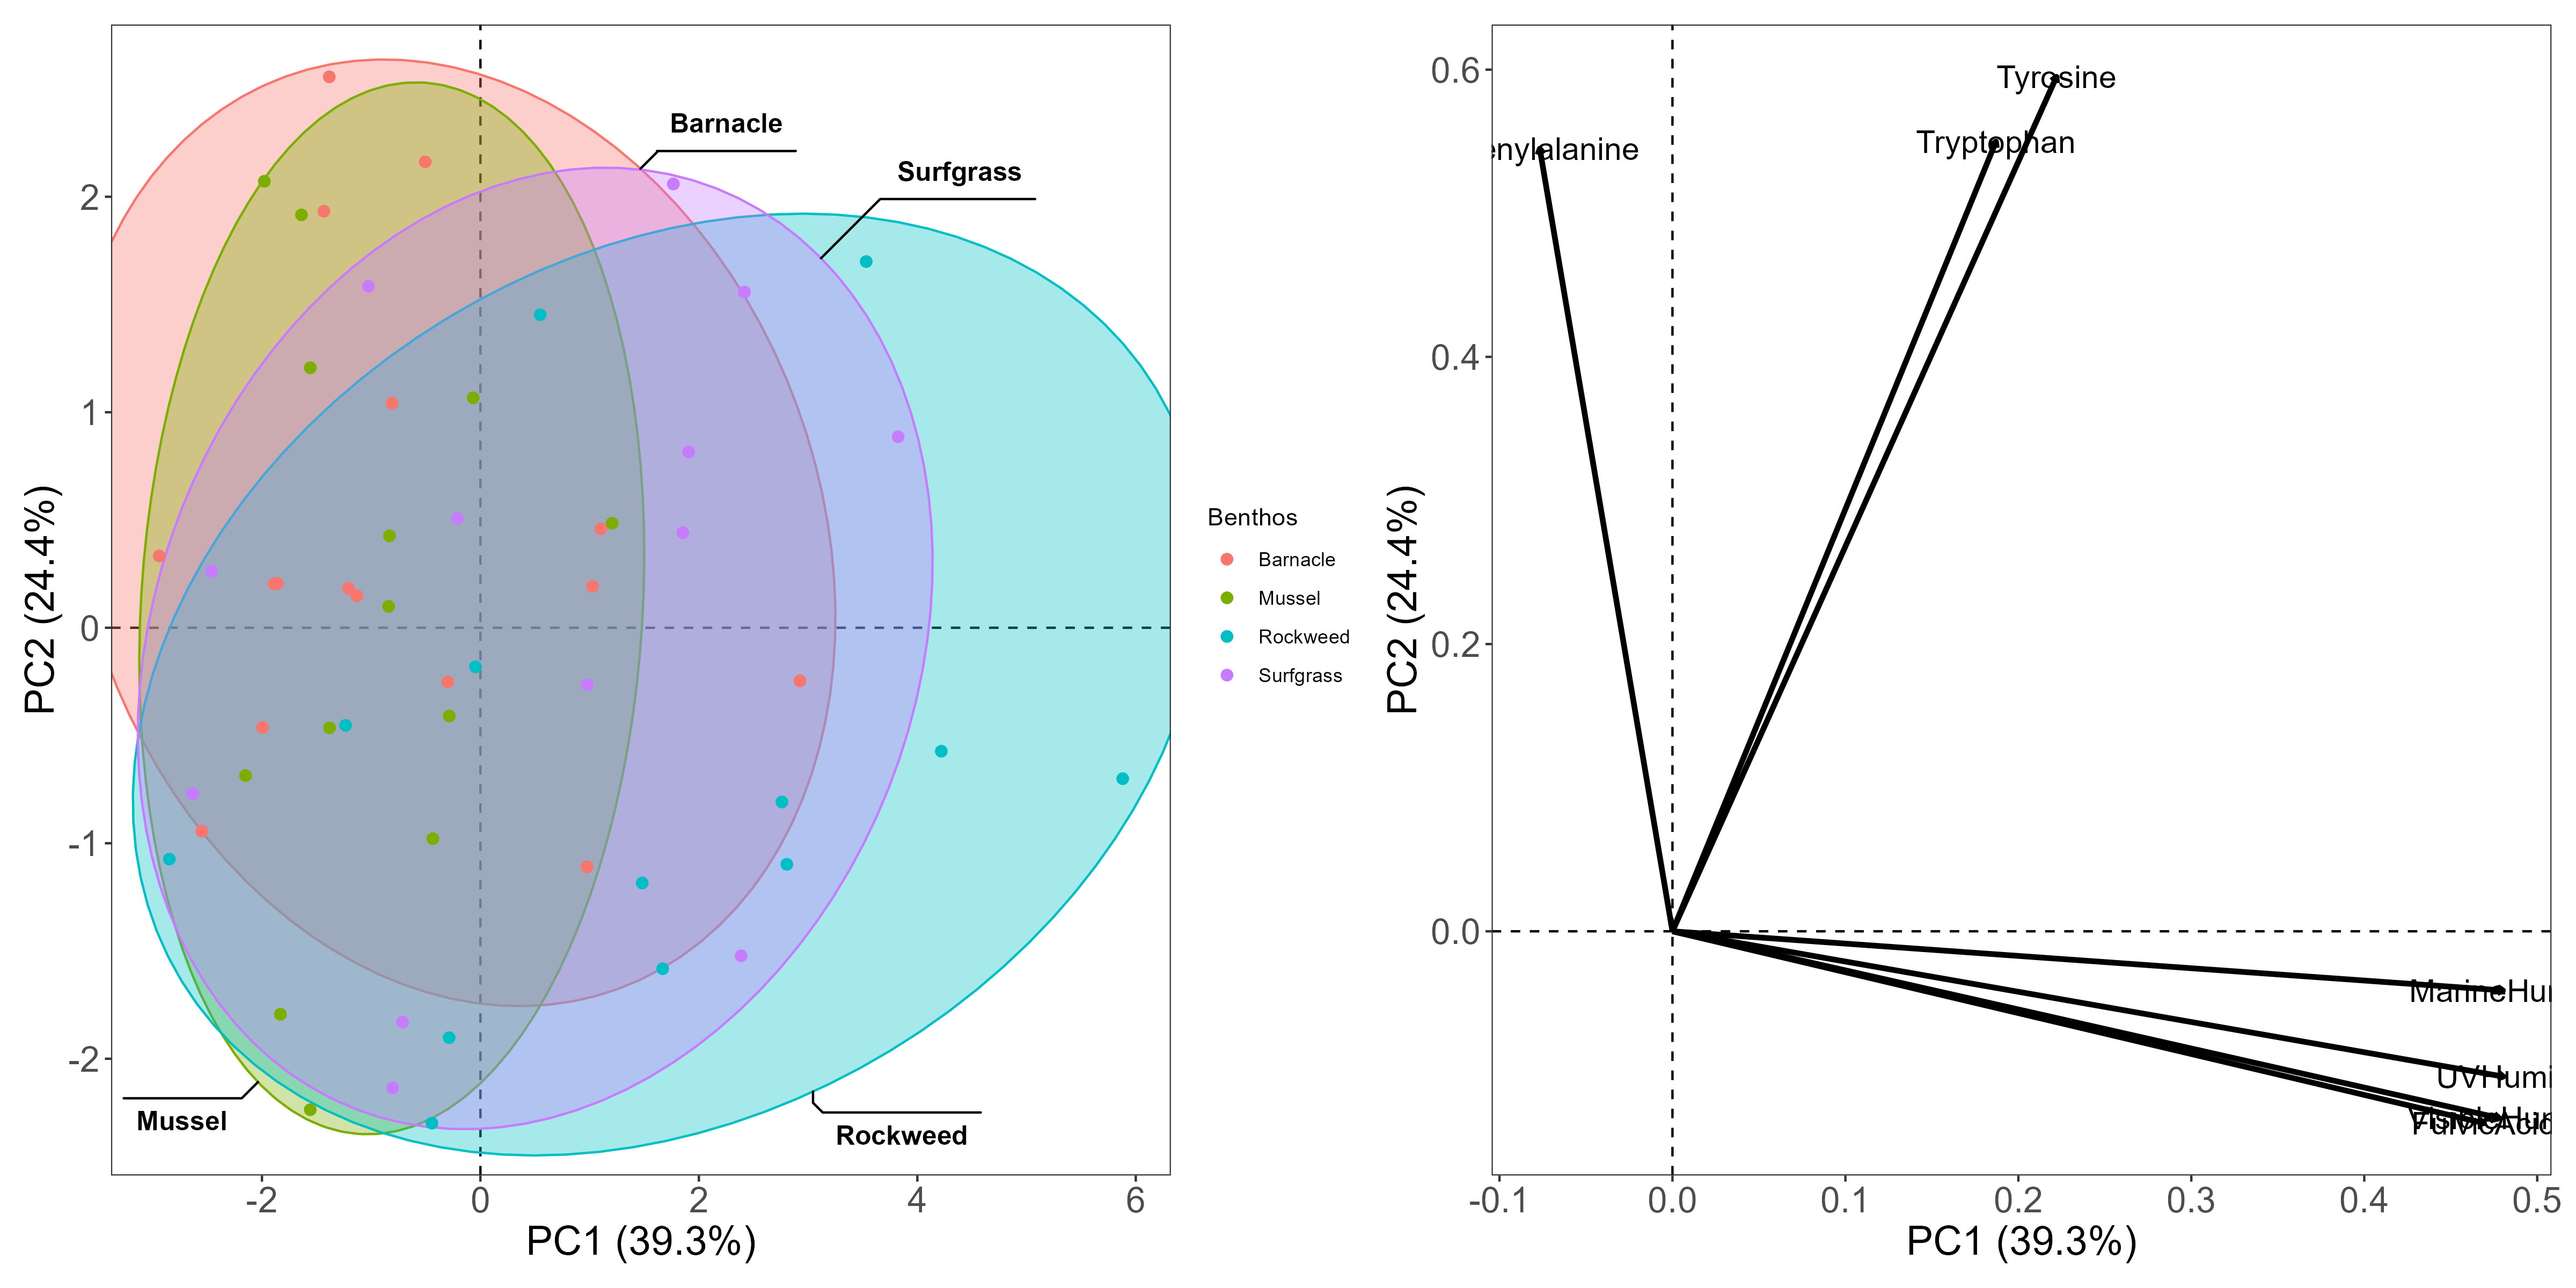 Barnacle
Surfgrass
Mussel
Rockweed
2
1
0
-1
-2
-2
0
2
4
6
PC2 (24.4%)
PC1 (39.3%)
Benthos
Barnacle
Mussel
Rockweed
Surfgrass
Tyrosine
Tryptophan
enylalanine
MarineHu
UVHumi
0.6
0.4
0.2
0.0
-0.1
0.0
0.1
0.2
0.3
0.4
0.5
PC2 (24.4%)
PC1 (39.3%)